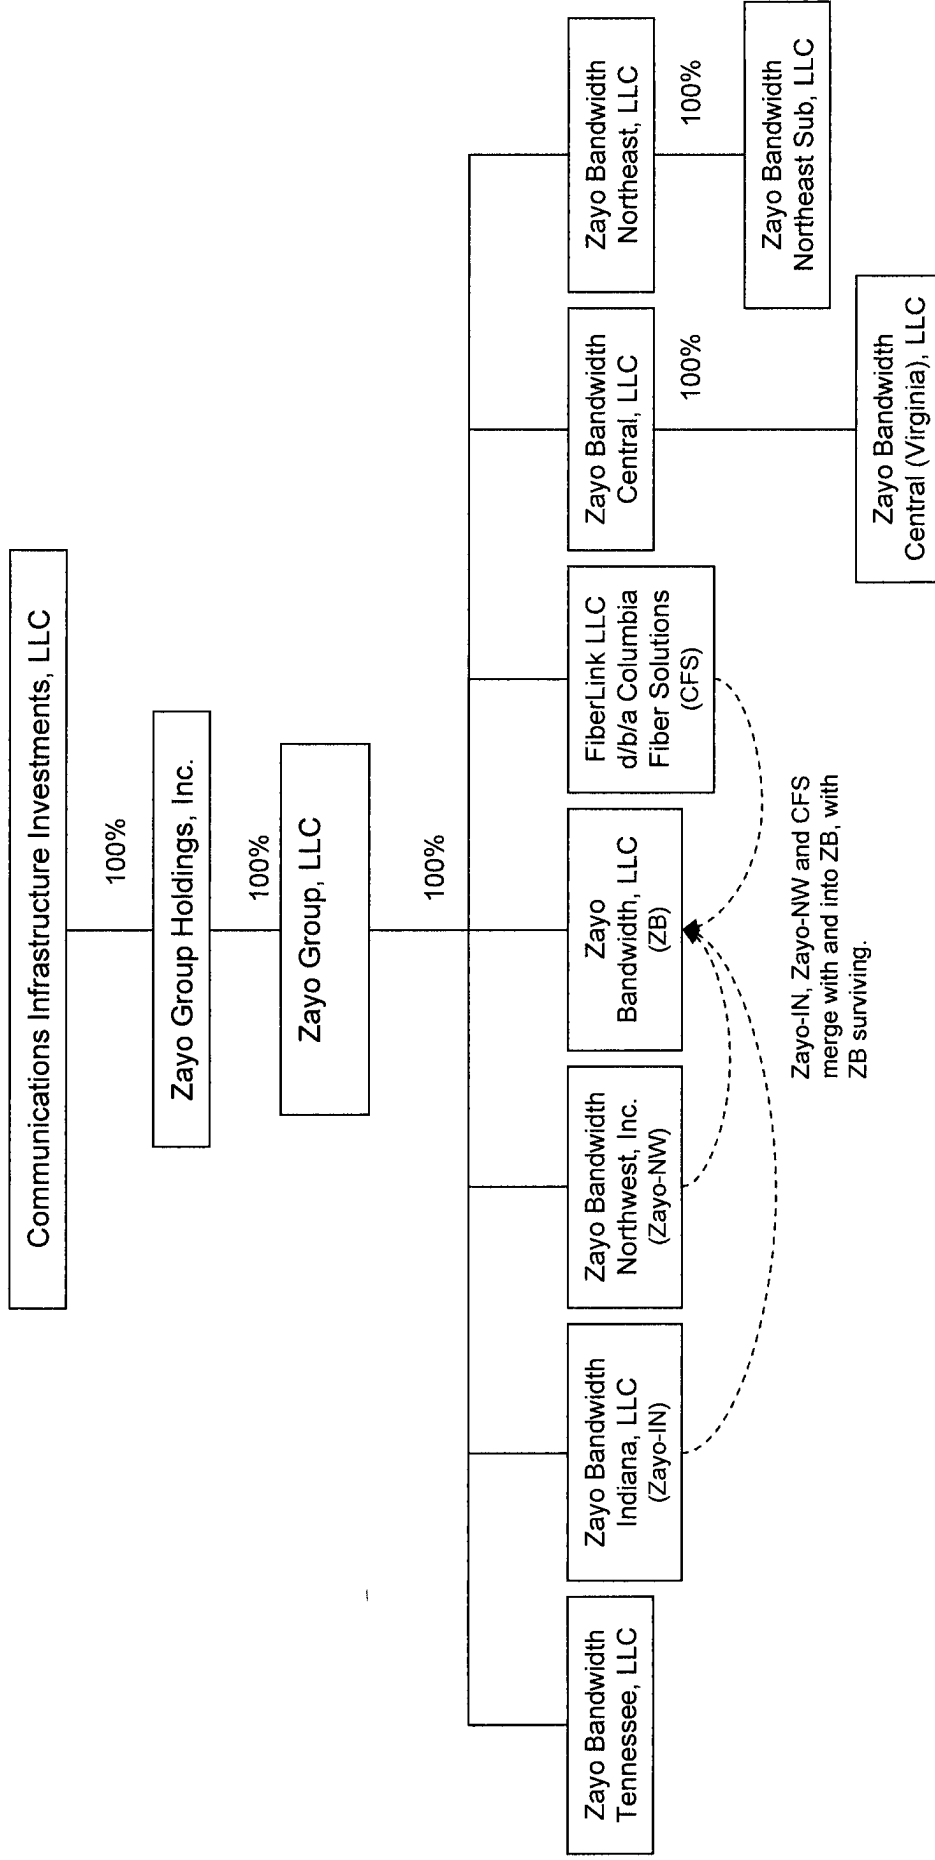 Communications Infrastructure Investments, LLC
100%
Zayo Group Holdings, Inc.
100%
Zayo Group, LLC
100%
Zayo Bandwidth
Tennessee, LLC
Zayo Bandwidth
Indiana, LLC
(Zayo-IN)
Zayo Bandwidth
Northwest, Inc.
(Zayo-NW)
Zayo
Bandwidth, LLC
(ZB)
FiberLink LLC
d/b/a Columbia
Fiber Solutions
(CFS)
Zayo Bandwidth
Central, LLC
Zayo Bandwidth
Northeast, LLC
100%
100%
Zayo Bandwidth
Northeast Sub, LLC
Zayo Bandwidth
Central (Virginia), LLC
Zayo-IN, Zayo-NW and CFS
merge with and into ZB, with
ZB surviving.